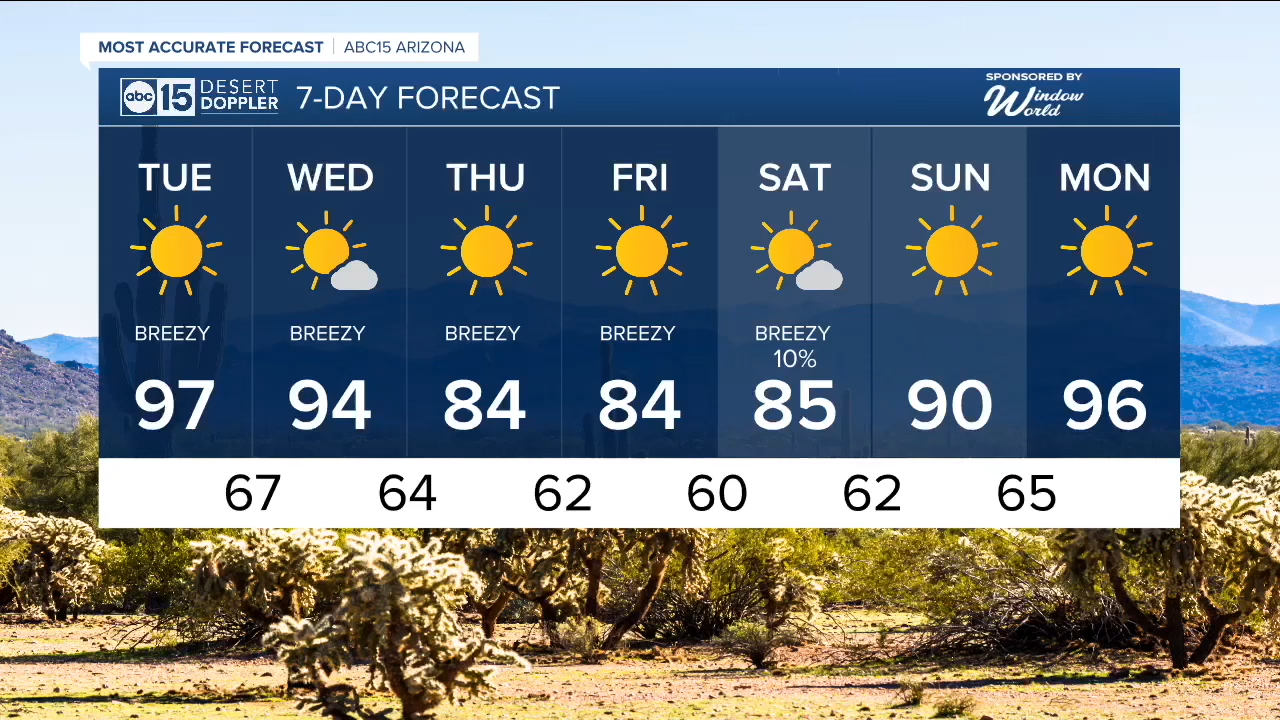 MOST ACCURATE FORECAST | ABC15 ARIZONA
abc 15 DESERT DOPPLER 7-DAY FORECAST
SPONSORED BY
Window World
TUE WED THU FRI SAT SUN MON
BREEZY BREEZY BREEZY BREEZY BREEZY
10%
97 94 84 84 85 90 96
67 64 62 60 62 65